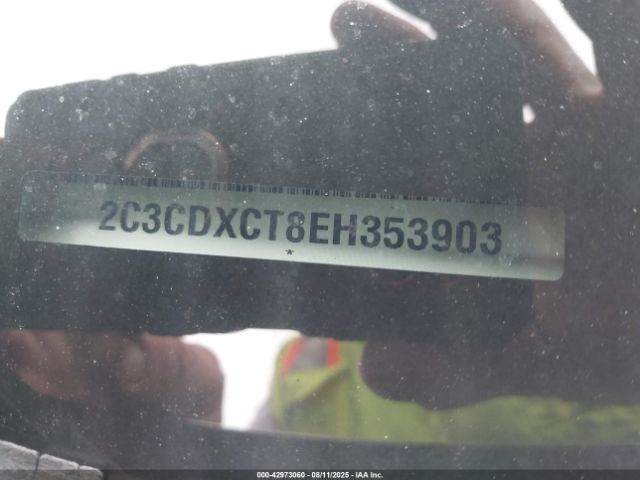 2C3CDXCT8EH353903
*
000-42973060 - 08/11/2025 - IAA Inc.